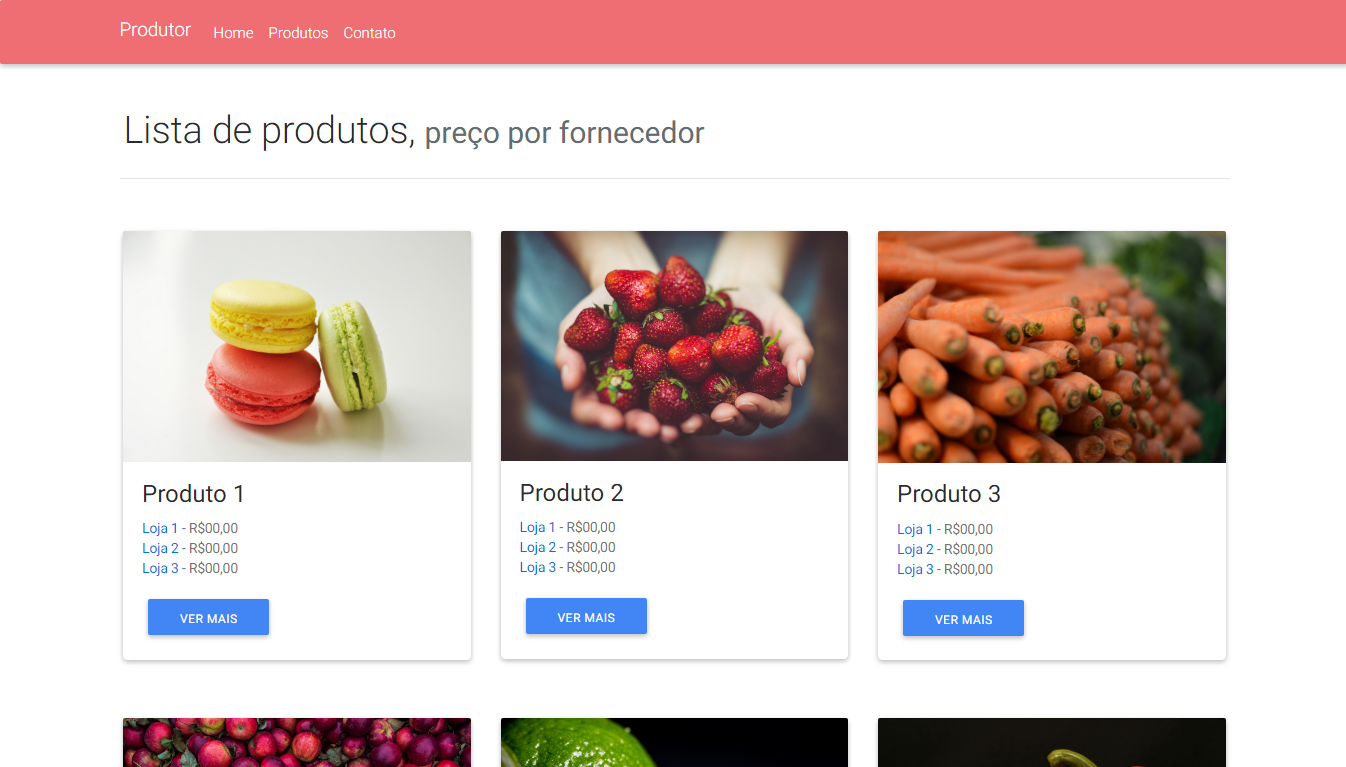 Produtor Home Produtos Contato
Lista de produtos, preço por fornecedor
Produto 1
Loja 1 - R$00,00
Loja 2 - R$00,00
Loja 3 - R$00,00
VER MAIS
Produto 2
Loja 1 - R$00,00
Loja 2 - R$00,00
Loja 3 - R$00,00
VER MAIS
Produto 3
Loja 1 - R$00,00
Loja 2 - R$00,00
Loja 3 - R$00,00
VER MAIS